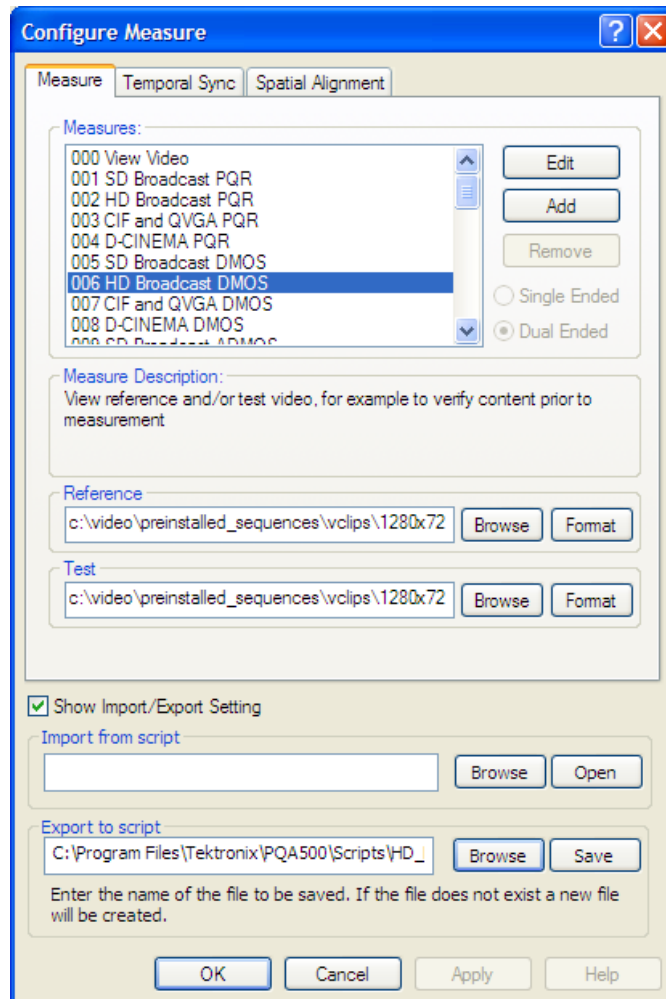 Configure Measure
Measure
Temporal Sync
Spatial Alignment
Measures:
000 View Video
001 SD Broadcast PQR
002 HD Broadcast PQR
003 CIF and QVGA PQR
004 D-CINEMA PQR
005 SD Broadcast DMOS
006 HD Broadcast DMOS
007 CIF and QVGA DMOS
008 D-CINEMA DMOS
009 SD Broadcast ADMOS
Edit
Add
Remove
Single Ended
Dual Ended
Measure Description:
View reference and/or test video, for example to verify content prior to
measurement
Reference
c:\video\preinstalled_sequences\vclips\1280x72
Browse
Format
Test
c:\video\preinstalled_sequences\vclips\1280x72
Browse
Format
Show Import/Export Setting
Import from script
Browse
Open
Export to script
C:\Program Files\Tektronix\PQA500\Scripts\HD_
Browse
Save
Enter the name of the file to be saved. If the file does not exist a new file
will be created.
OK
Cancel
Apply
Help